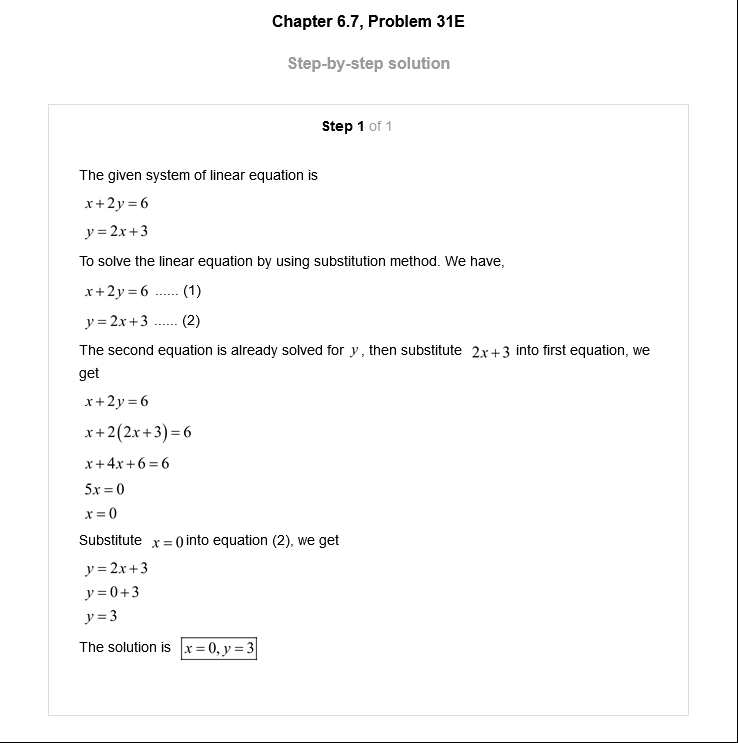 Chapter 6.7, Problem 31E
Step-by-step solution
Step 1 of 1
The given system of linear equation is
x+2y=6
y=2x+3
To solve the linear equation by using substitution method. We have,
x+2y=6 ...... (1)
y=2x+3 ...... (2)
The second equation is already solved for y, then substitute 2x+3 into first equation, we
get
x+2y=6
x+2(2x+3)=6
x+4x+6=6
5x=0
x=0
Substitute x=0 into equation (2), we get
y=2x+3
y=0+3
y=3
The solution is x=0, y=3